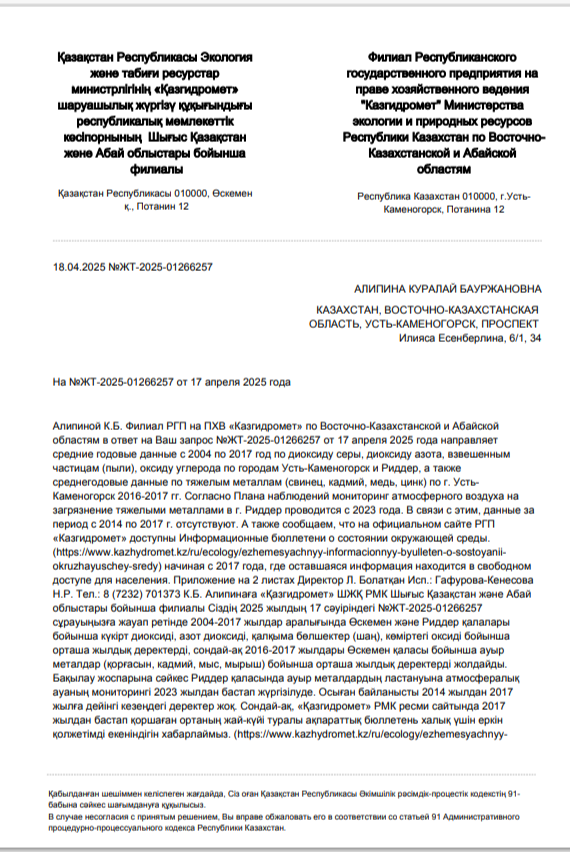 Қазақстан Республикасы Экология
және табиғи ресурстар
министрлігінің «Қазгидромет»
шаруашылық жүргізу құқығындағы
республикалық мемлекеттік
кәсіпорнының Шығыс Қазақстан
және Абай облыстары бойынша
филиалы
Қазақстан Республикасы 010000, Өскемен
қ., Потанин 12
Филиал Республиканского
государственного предприятия на
праве хозяйственного ведения
"Казгидромет" Министерства
экологии и природных ресурсов
Республики Казахстан по Восточно-
Казахстанской и Абайской
областям
Республика Казахстан 010000, г.Усть-
Каменогорск, Потанина 12
18.04.2025 №ЖТ-2025-01266257
АЛИПИНА КУРАЛАЙ БАУРЖАНОВНА
КАЗАХСТАН, ВОСТОЧНО-КАЗАХСТАНСКАЯ
ОБЛАСТЬ, УСТЬ-КАМЕНОГОРСК, ПРОСПЕКТ
Илияса Есенберлина, 6/1, 34
На №ЖТ-2025-01266257 от 17 апреля 2025 года
Алипиной К.Б. Филиал РГП на ПХВ «Казгидромет» по Восточно-Казахстанской и Абайской
областям в ответ на Ваш запрос №ЖТ-2025-01266257 от 17 апреля 2025 года направляет
средние годовые данные с 2004 по 2017 год по диоксиду серы, диоксиду азота, взвешенным
частицам (пыли), оксиду углерода по городам Усть-Каменогорск и Риддер, а также
среднегодовые данные по тяжелым металлам (свинец, кадмий, медь, цинк) по г. Усть-
Каменогорск 2016-2017 гг. Согласно Плана наблюдений мониторинг атмосферного воздуха на
загрязнение тяжелыми металлами в г. Риддер проводится с 2023 года. В связи с этим, данные за
период с 2014 по 2017 г. отсутствуют. А также сообщаем, что на официальном сайте РГП
«Казгидромет» доступны Информационные бюллетени о состоянии окружающей среды.
(https://www.kazhydromet.kz/ru/ecology/ezhemesyachnyy-informacionnyy-byulleten-o-sostoyanii-
okruzhayuschey-sredy) начиная с 2017 года, где оставшаяся информация находится в свободном
доступе для населения. Приложение на 2 листах Директор Л. Болатқан Исп.: Гафурова-Кенесова
Н.Р. Тел.: 8 (7232) 701373 К.Б. Алипинаға «Қазгидромет» ШЖҚ РМК Шығыс Қазақстан және Абай
облыстары бойынша филиалы Сіздің 2025 жылдың 17 сәуіріндегі №ЖТ-2025-01266257
сұрауыңызға жауап ретінде 2004-2017 жылдар аралығында Өскемен және Риддер қалалары
бойынша күкірт диоксиді, азот диоксиді, қалқыма бөлшектер (шаң), көміртегі оксиді бойынша
орташа жылдық деректерді, сондай-ақ 2016-2017 жылдары Өскемен қаласы бойынша ауыр
металдар (қорғасын, кадмий, мыс, мырыш) бойынша орташа жылдық деректерді жолдайды.
Бақылау жоспарына сәйкес Риддер қаласында ауыр металдардың ластануына атмосфералық
ауаның мониторингі 2023 жылдан бастап жүргізілуде. Осыған байланысты 2014 жылдан 2017
жылға дейінгі кезеңдегі деректер жоқ. Сондай-ақ, «Қазгидромет» РМК ресми сайтында 2017
жылдан бастап қоршаған ортаның жай-күйі туралы ақпараттық бюллетень халық үшін еркін
қолжетімді екеніндігін хабарлаймыз. (https://www.kazhydromet.kz/ru/ecology/ezhemesyachnyy-
Қабылданған шешіммен келіспеген жағдайда, Сіз оған Қазақстан Республикасы Әкімшілік рәсімдік-процестік кодекстің 91-
бабына сәйкес шағымдануға құқылысыз.
В случае несогласия с принятым решением, Вы вправе обжаловать его в соответствии со статьей 91 Административного
процедурно-процессуального кодекса Республики Казахстан.